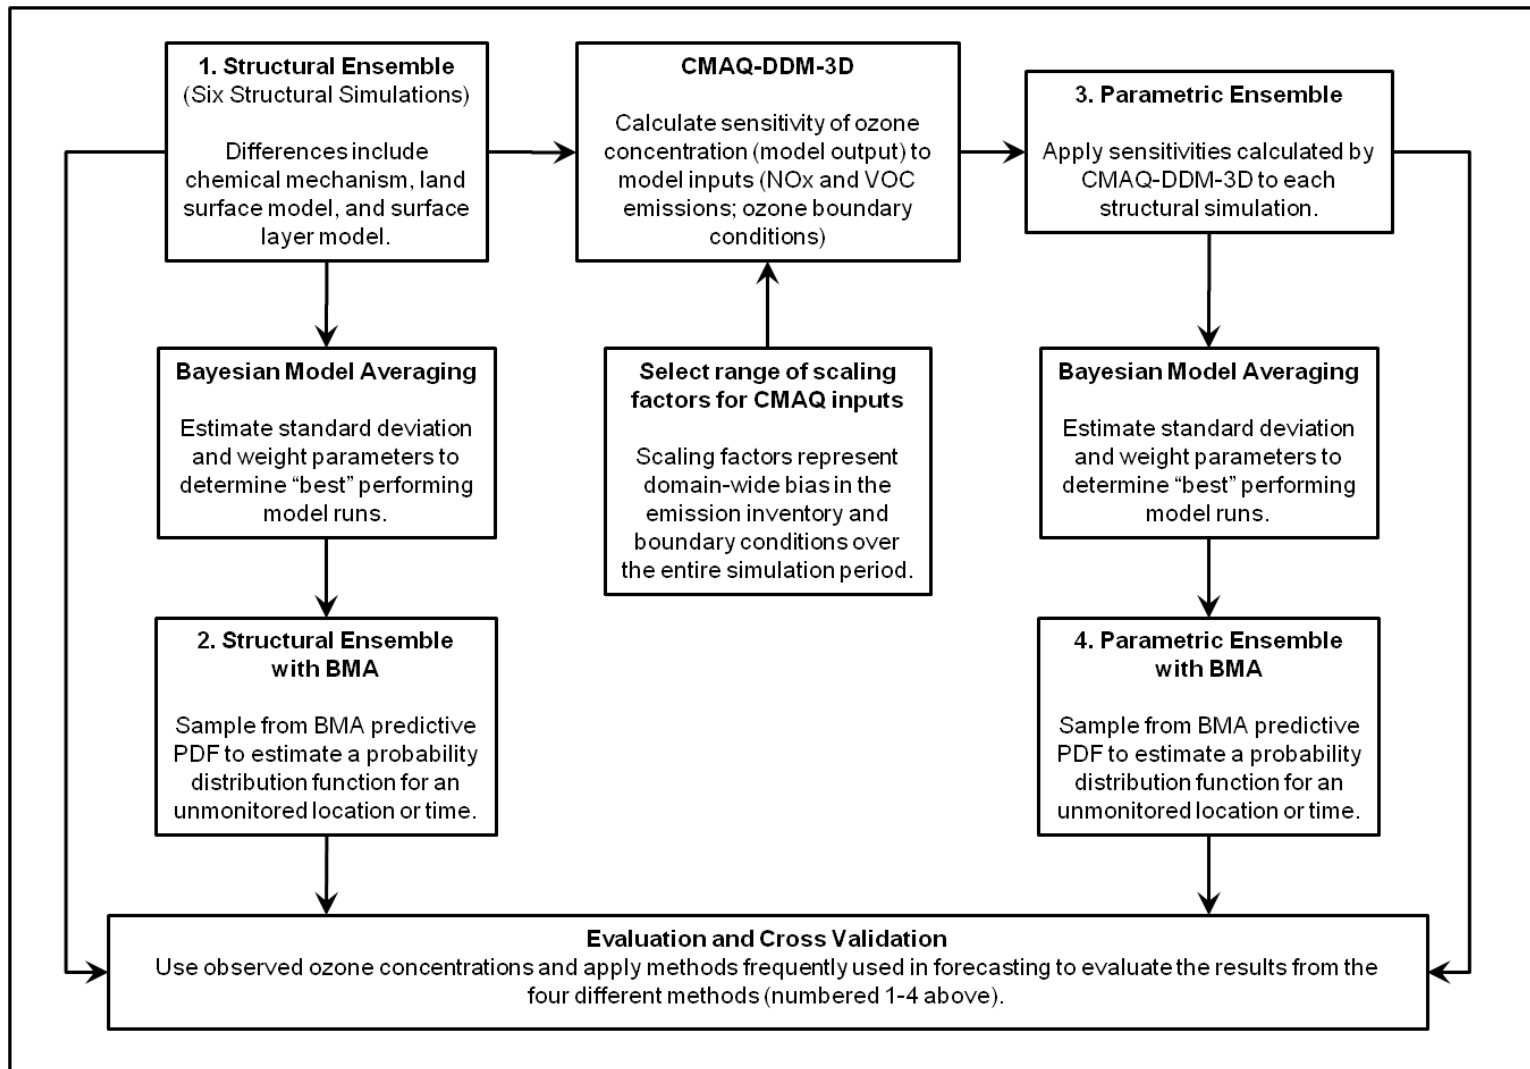 1. Structural Ensemble
(Six Structural Simulations)
Differences include
chemical mechanism, land
surface model, and surface
layer model.
CMAQ-DDM-3D
Calculate sensitivity of ozone
concentration (model output) to
model inputs (NOx and VOC
emissions; ozone boundary
conditions)
3. Parametric Ensemble
Apply sensitivities calculated by
CMAQ-DDM-3D to each
structural simulation.
Bayesian Model Averaging
Estimate standard deviation
and weight parameters to
determine “best” performing
model runs.
Select range of scaling
factors for CMAQ inputs
Scaling factors represent
domain-wide bias in the
emission inventory and
boundary conditions over
the entire simulation period.
Bayesian Model Averaging
Estimate standard deviation
and weight parameters to
determine “best” performing
model runs.
2. Structural Ensemble
with BMA
Sample from BMA predictive
PDF to estimate a probability
distribution function for an
unmonitored location or time.
4. Parametric Ensemble
with BMA
Sample from BMA predictive
PDF to estimate a probability
distribution function for an
unmonitored location or time.
Evaluation and Cross Validation
Use observed ozone concentrations and apply methods frequently used in forecasting to evaluate the results from the
four different methods (numbered 1-4 above).